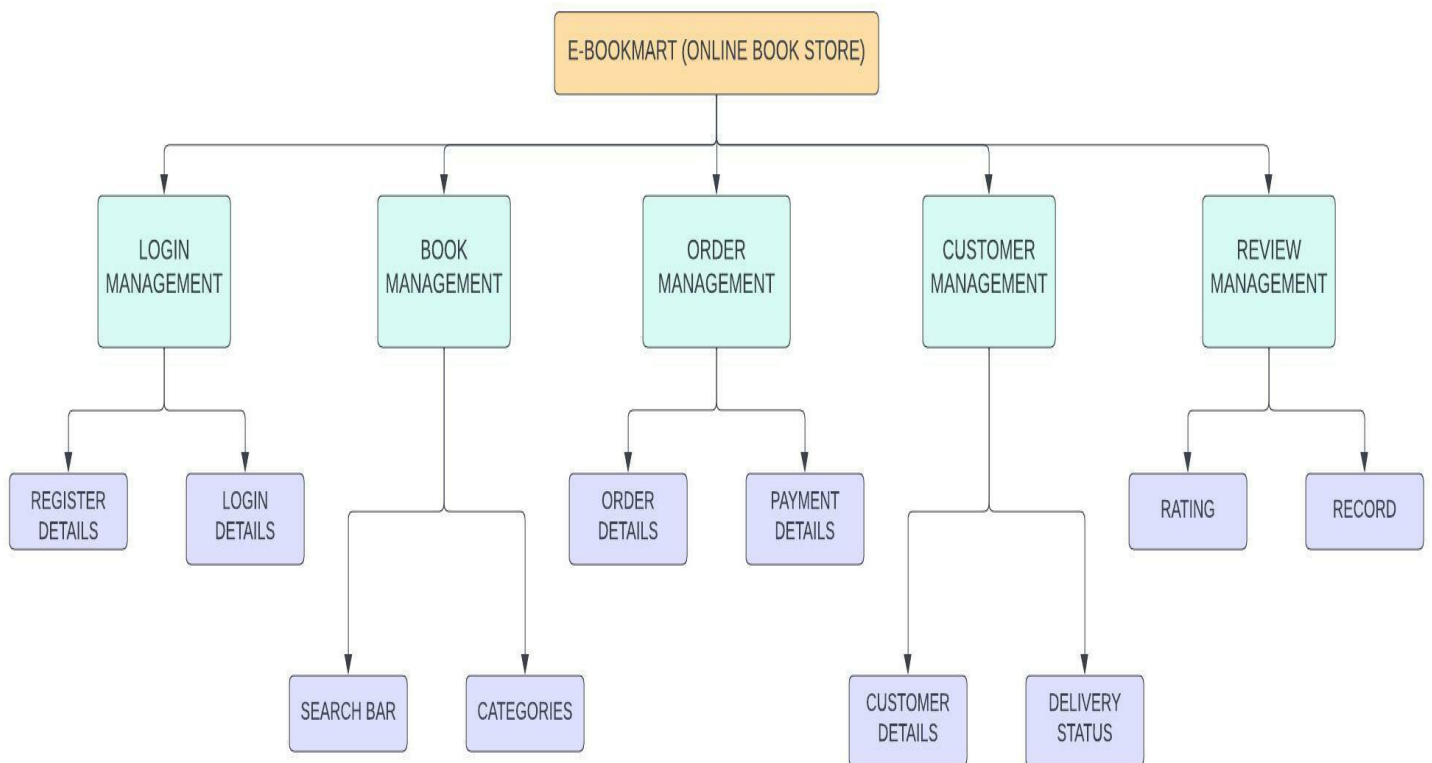 E-BOOKMART (ONLINE BOOK STORE)
LOGIN
MANAGEMENT
BOOK
MANAGEMENT
ORDER
MANAGEMENT
CUSTOMER
MANAGEMENT
REVIEW
MANAGEMENT
REGISTER
DETAILS
LOGIN
DETAILS
ORDER
DETAILS
PAYMENT
DETAILS
RATING
RECORD
SEARCH BAR
CATEGORIES
CUSTOMER
DETAILS
DELIVERY
STATUS